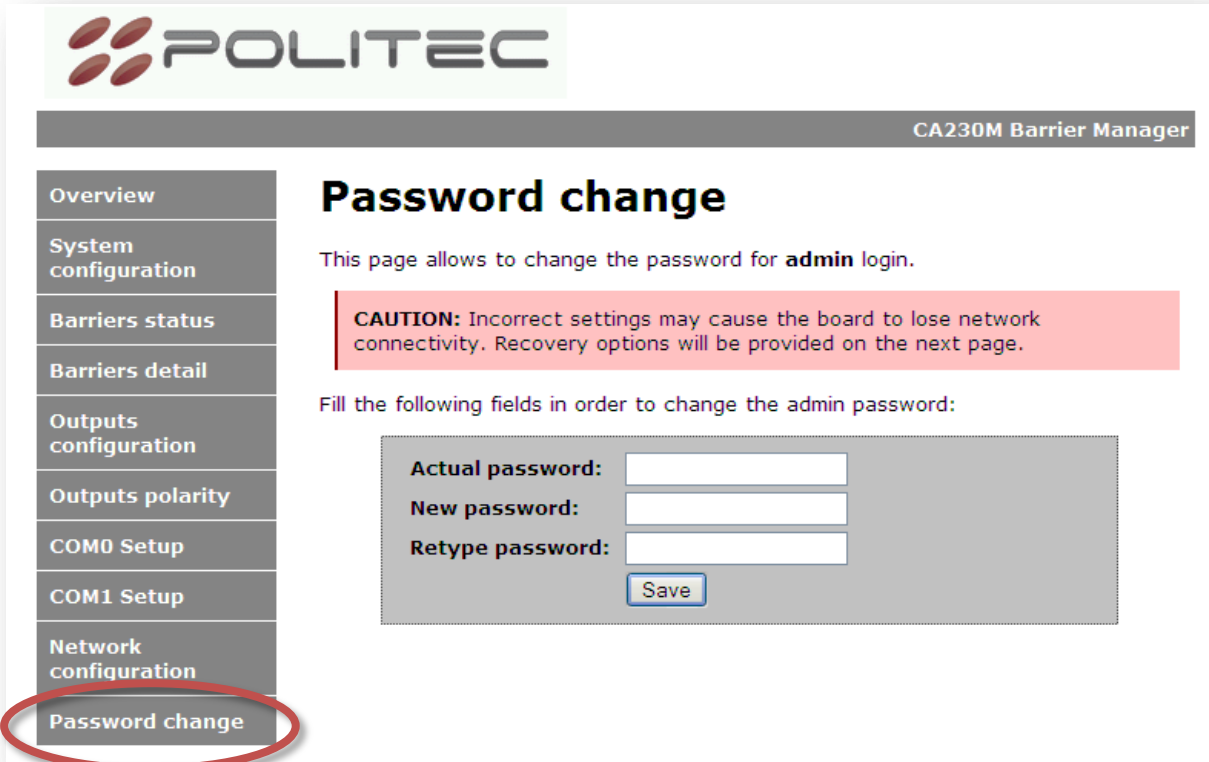 POLITEC
CA230M Barrier Manager
Overview
System
configuration
Barriers status
Barriers detail
Outputs
configuration
Outputs polarity
COM0 Setup
COM1 Setup
Network
configuration
Password change
Password change
This page allows to change the password for admin login.
CAUTION: Incorrect settings may cause the board to lose network
connectivity. Recovery options will be provided on the next page.
Fill the following fields in order to change the admin password:
Actual password:
New password:
Retype password:
Save